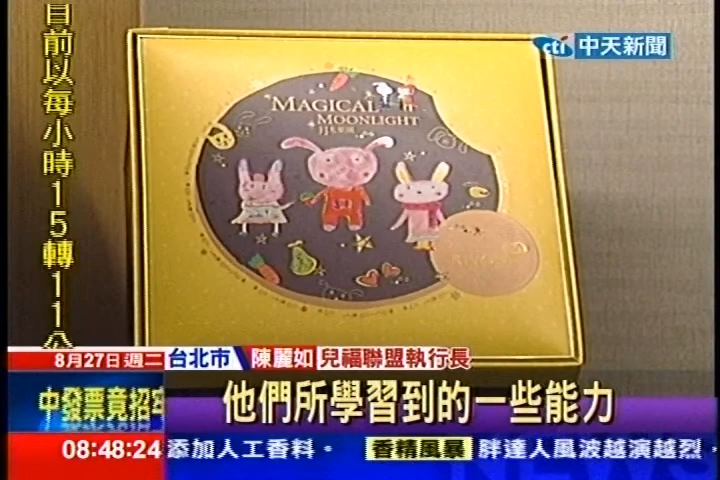 目前以每小時15轉11公
cti 中天新聞
MAGICAL
MOONLIGHT
8月27日週二
台北市
陳麗如
兒福聯盟執行長
中發票竟招牢
他們所學習到的一些能力
08:48:24
添加人工香料。
香精風暴
胖達人風波越演越烈。
NEWS